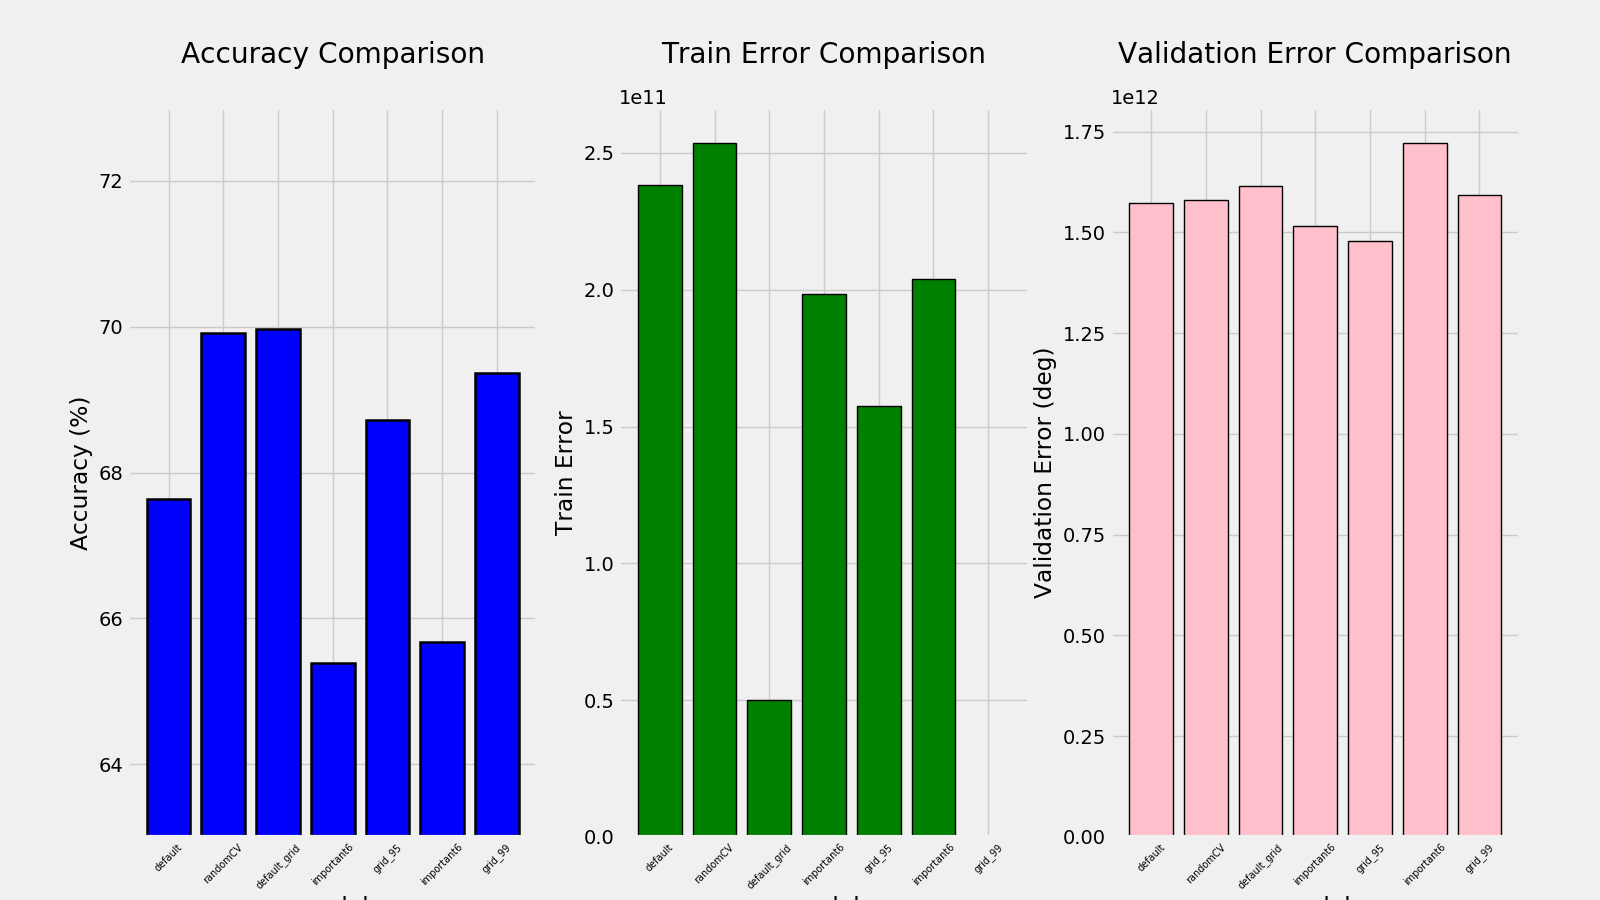 Accuracy Comparison
Accuracy (%)
72
70
68
66
64
default
randomCV
default_grid
important6
grid_95
important6
grid_99
Train Error Comparison
1e11
Train Error
2.5
2.0
1.5
1.0
0.5
0.0
default
randomCV
default_grid
important6
grid_95
important6
grid_99
Validation Error Comparison
1e12
Validation Error (deg)
1.75
1.50
1.25
1.00
0.75
0.50
0.25
0.00
default
randomCV
default_grid
important6
grid_95
important6
grid_99